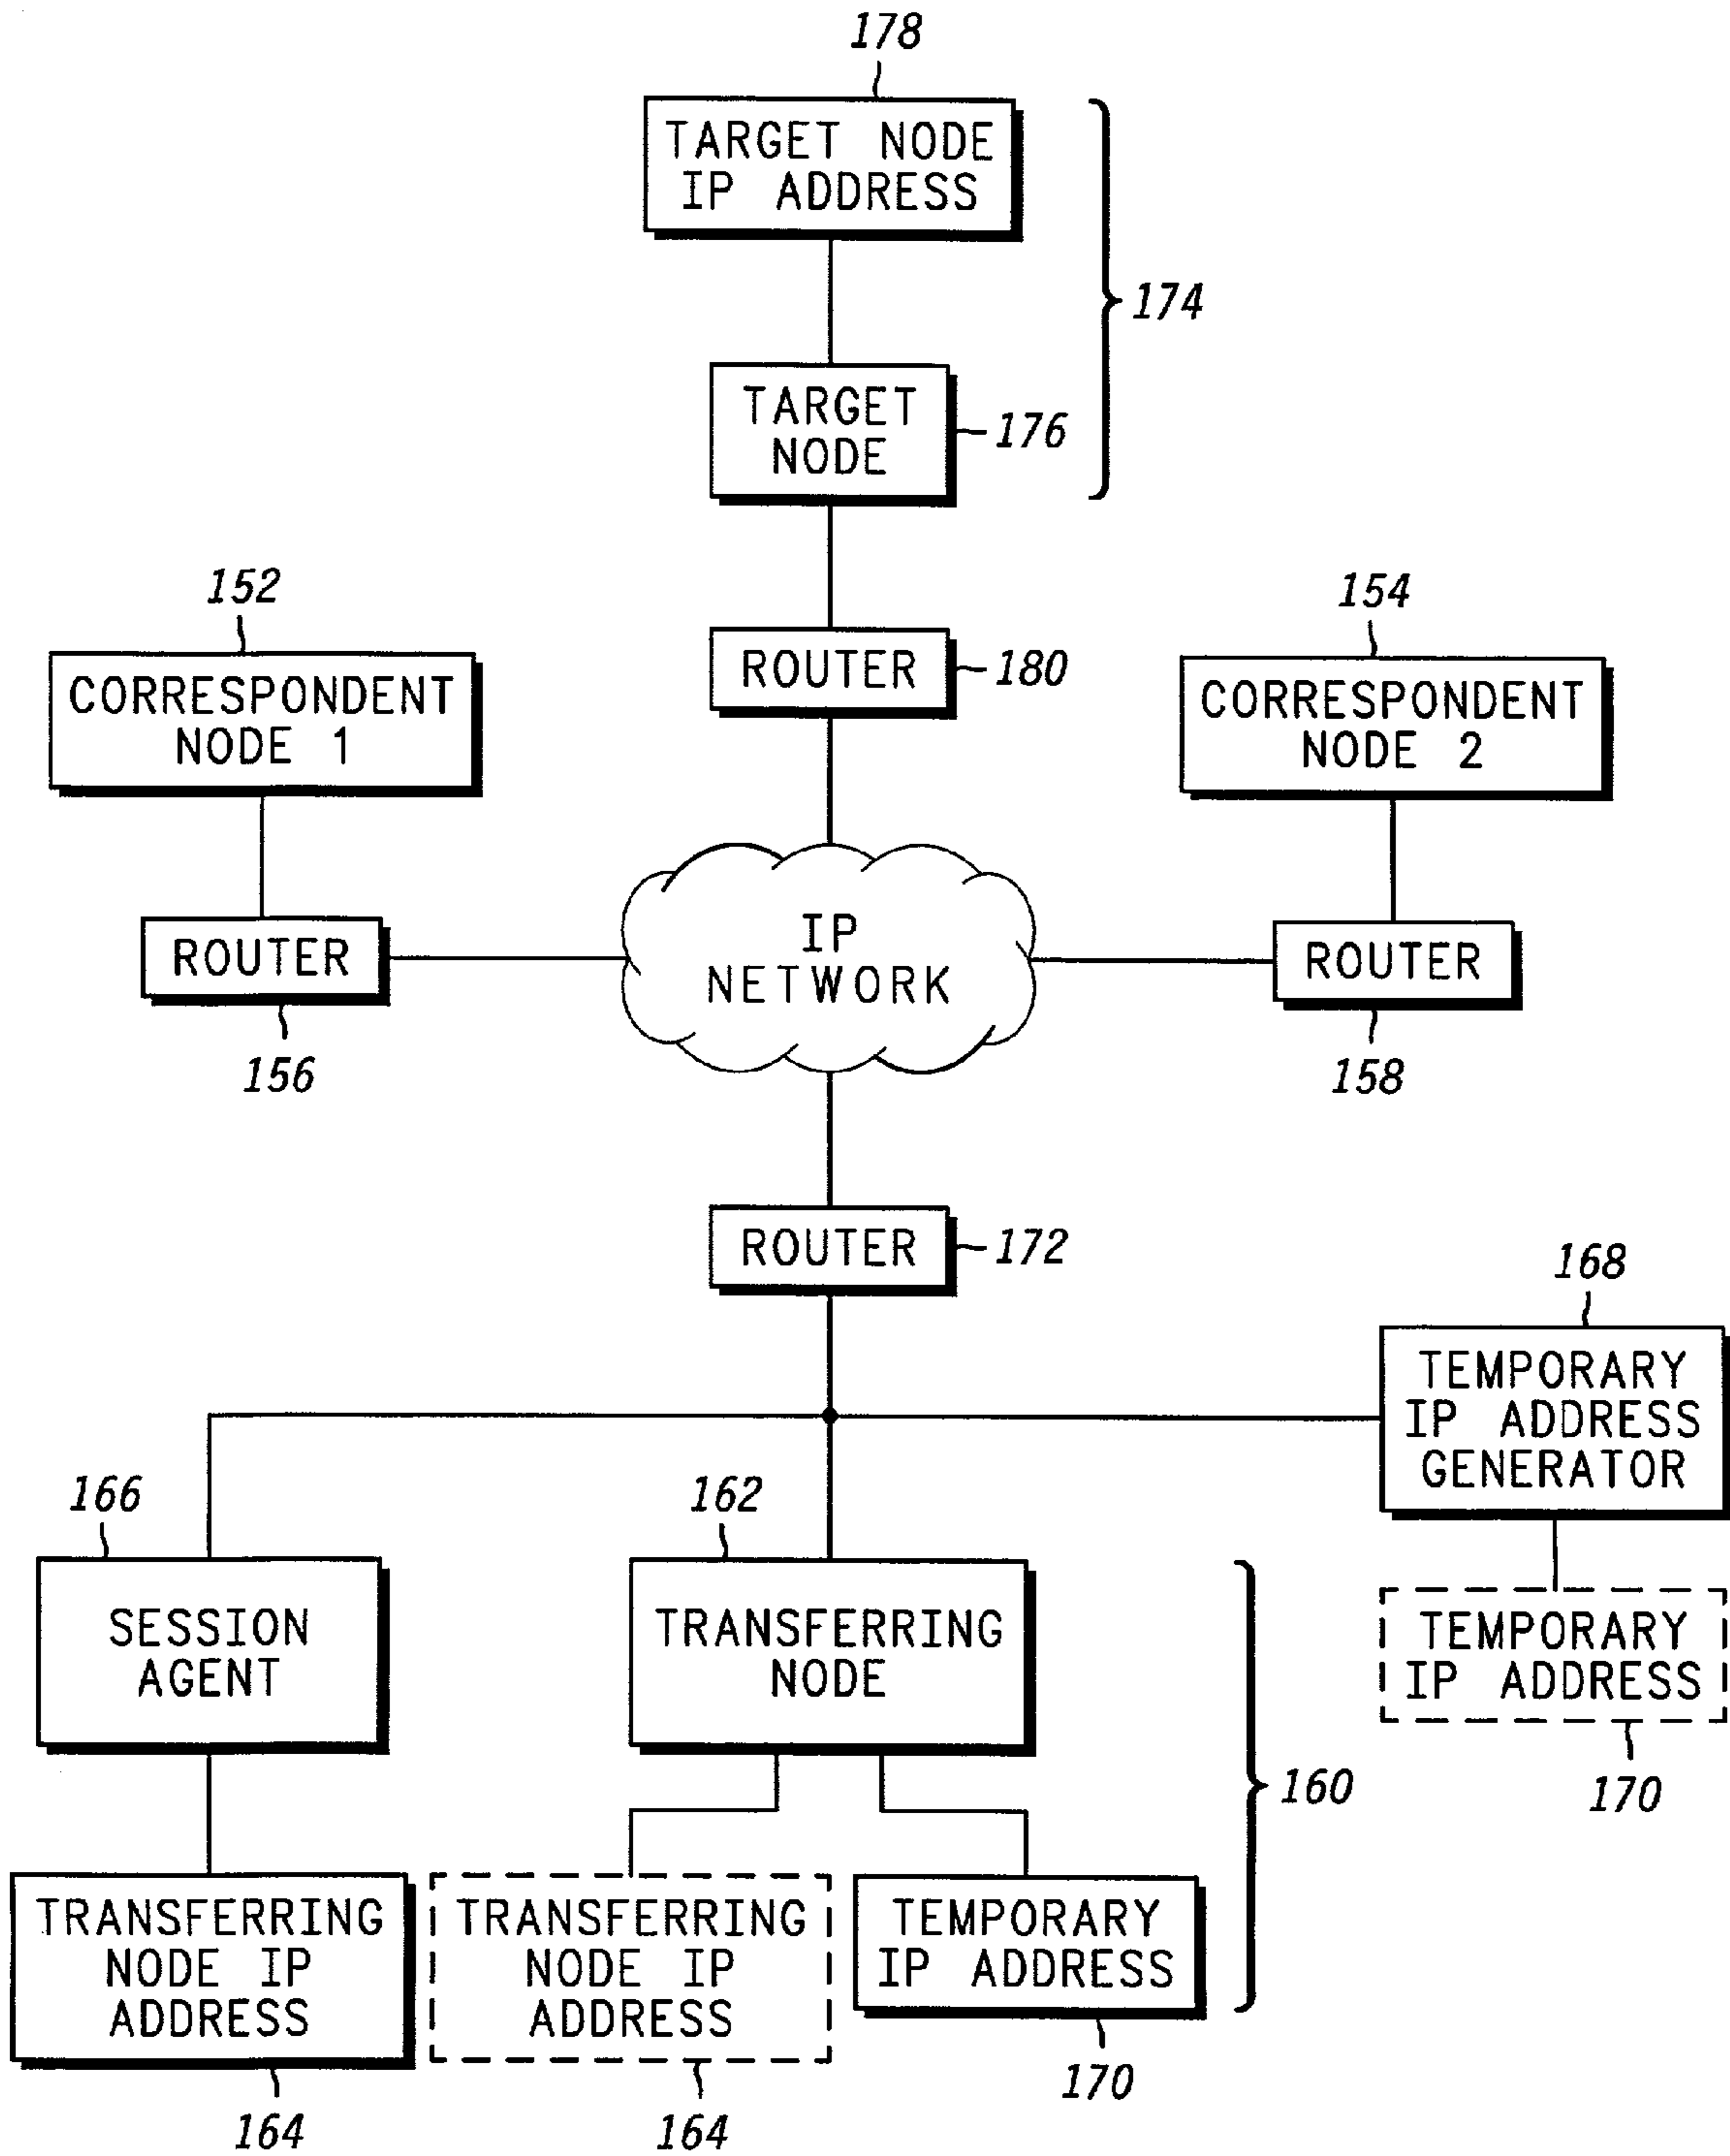 178
TARGET NODE
IP ADDRESS
174
TARGET
NODE
176
152
CORRESPONDENT
NODE 1
154
CORRESPONDENT
NODE 2
ROUTER
180
ROUTER
156
IP
NETWORK
ROUTER
158
ROUTER
172
168
TEMPORARY
IP ADDRESS
GENERATOR
166
SESSION
AGENT
162
TRANSFERRING
NODE
TEMPORARY
IP ADDRESS
170
160
TRANSFERRING
NODE IP
ADDRESS
164
TRANSFERRING
NODE IP
ADDRESS
164
TEMPORARY
IP ADDRESS
170